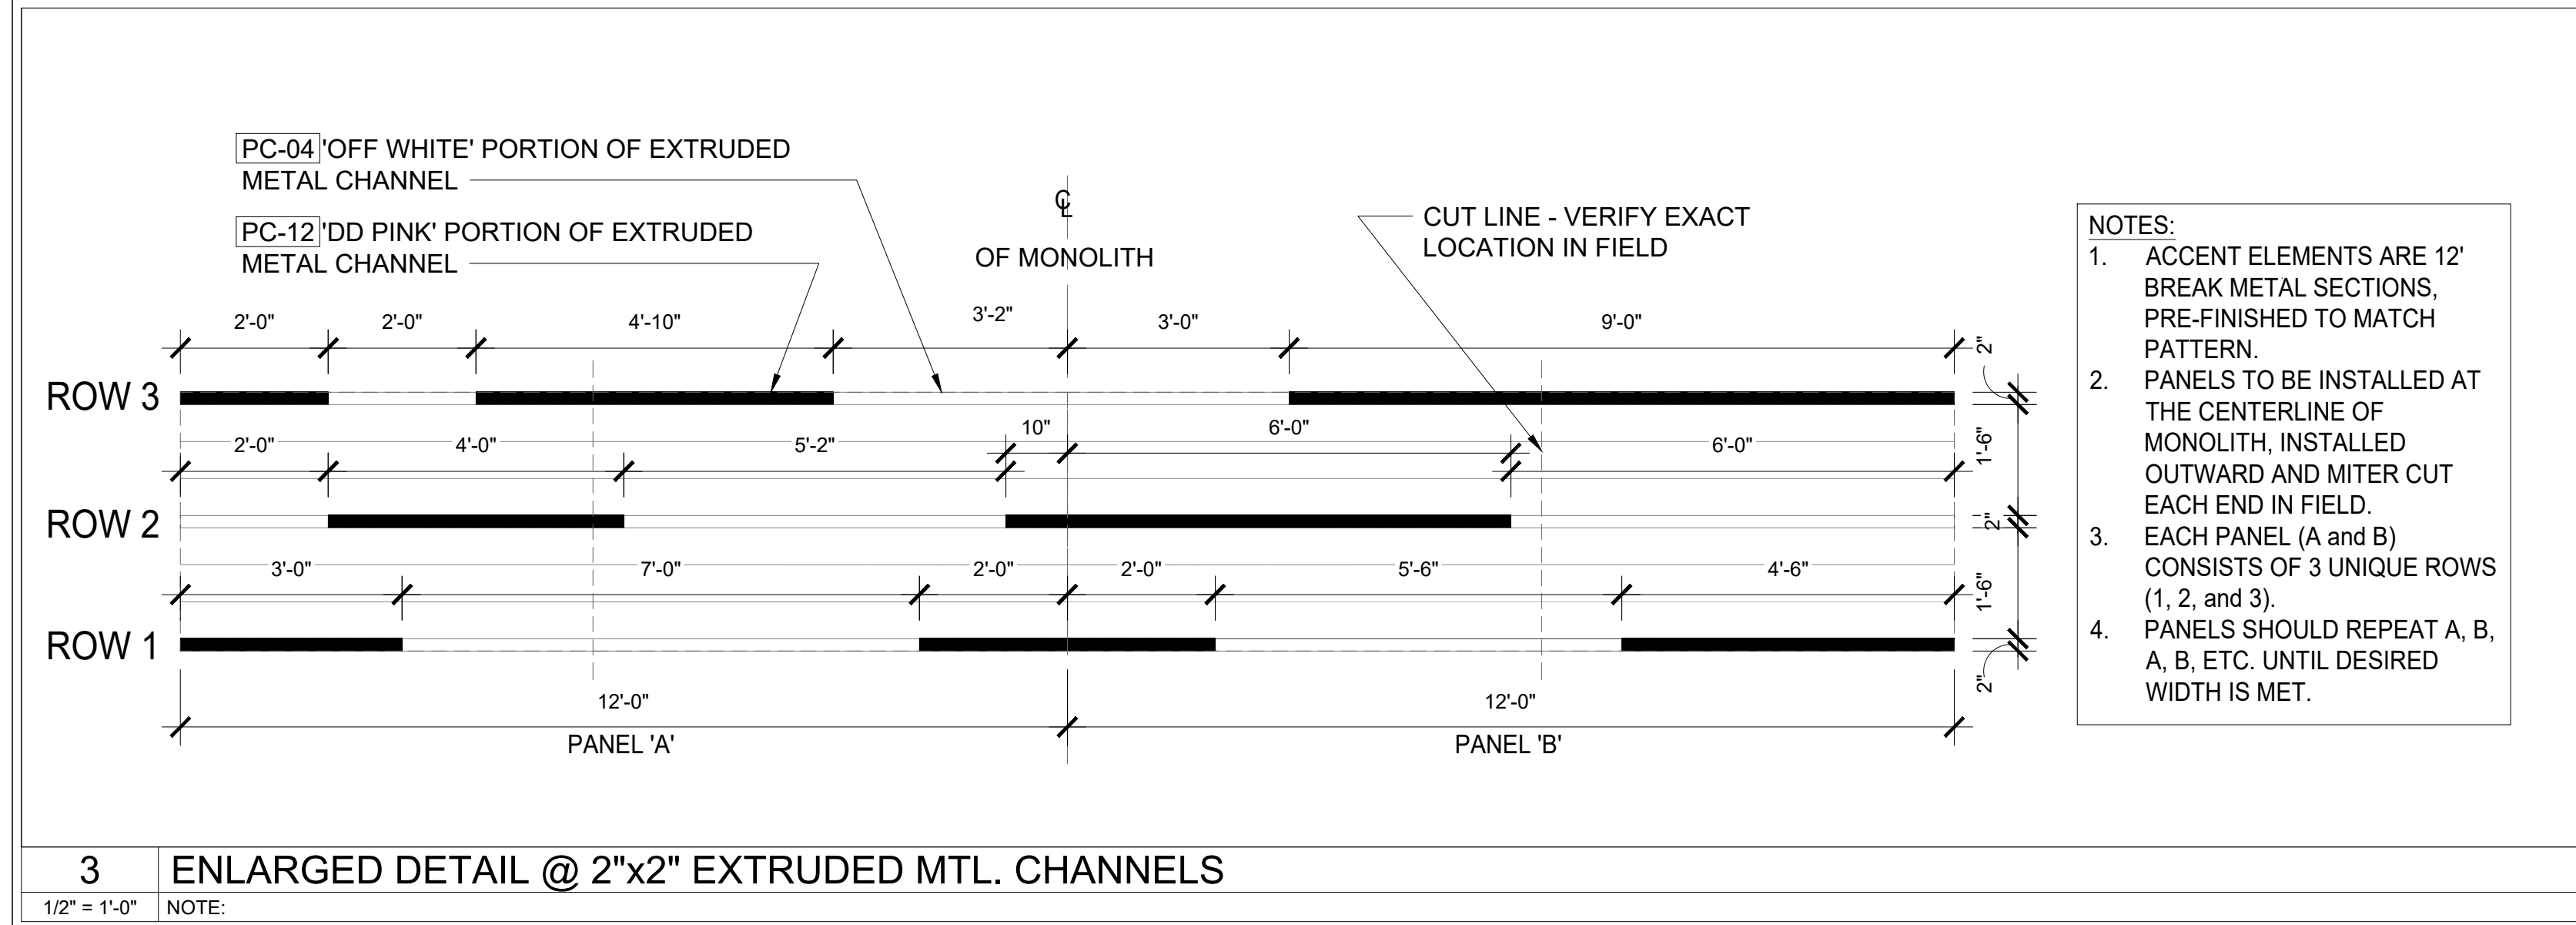 PC-04 'OFF WHITE' PORTION OF EXTRUDED
METAL CHANNEL
PC-12 'DD PINK' PORTION OF EXTRUDED
METAL CHANNEL
℄
OF MONOLITH
CUT LINE - VERIFY EXACT
LOCATION IN FIELD
2'-0" 2'-0" 4'-10" 3'-2" 3'-0" 9'-0"
2"
ROW 3
2'-0" 4'-0" 5'-2" 10" 6'-0" 6'-0"
1'-6"
ROW 2
2"
3'-0" 7'-0" 2'-0" 2'-0" 5'-6" 4'-6"
1'-6"
ROW 1
2"
12'-0" 12'-0"
PANEL 'A' PANEL 'B'
NOTES:
1. ACCENT ELEMENTS ARE 12'
BREAK METAL SECTIONS,
PRE-FINISHED TO MATCH
PATTERN.
2. PANELS TO BE INSTALLED AT
THE CENTERLINE OF
MONOLITH, INSTALLED
OUTWARD AND MITER CUT
EACH END IN FIELD.
3. EACH PANEL (A and B)
CONSISTS OF 3 UNIQUE ROWS
(1, 2, and 3).
4. PANELS SHOULD REPEAT A, B,
A, B, ETC. UNTIL DESIRED
WIDTH IS MET.
3 ENLARGED DETAIL @ 2"x2" EXTRUDED MTL. CHANNELS
1/2" = 1'-0" NOTE: